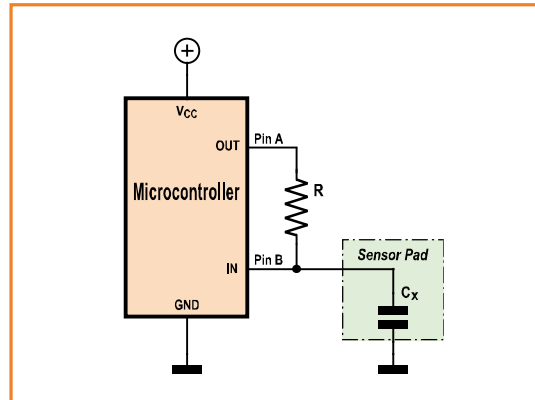 VCC
OUT
Pin A
Microcontroller
R
IN
Pin B
Sensor Pad
CX
GND